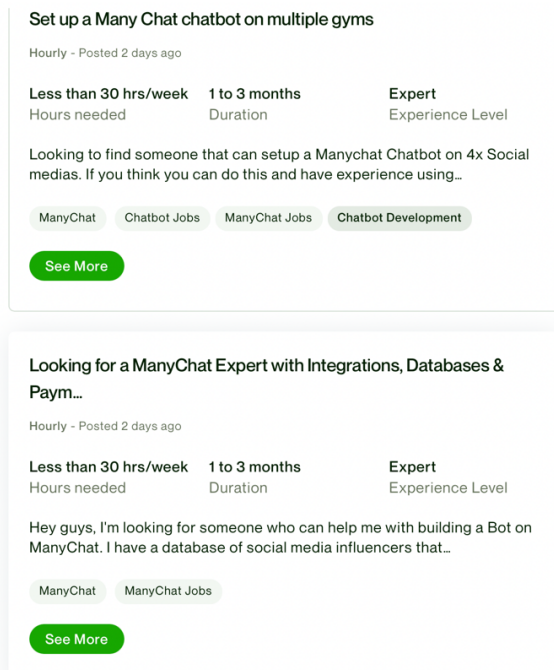 Set up a Many Chat chatbot on multiple gyms
Hourly - Posted 2 days ago
Less than 30 hrs/week 1 to 3 months Expert
Hours needed Duration Experience Level
Looking to find someone that can setup a Manychat Chatbot on 4x Social
medias. If you think you can do this and have experience using...
ManyChat Chatbot Jobs ManyChat Jobs Chatbot Development
See More
Looking for a ManyChat Expert with Integrations, Databases &
Paym...
Hourly - Posted 2 days ago
Less than 30 hrs/week 1 to 3 months Expert
Hours needed Duration Experience Level
Hey guys, I'm looking for someone who can help me with building a Bot on
ManyChat. I have a database of social media influencers that...
ManyChat ManyChat Jobs
See More